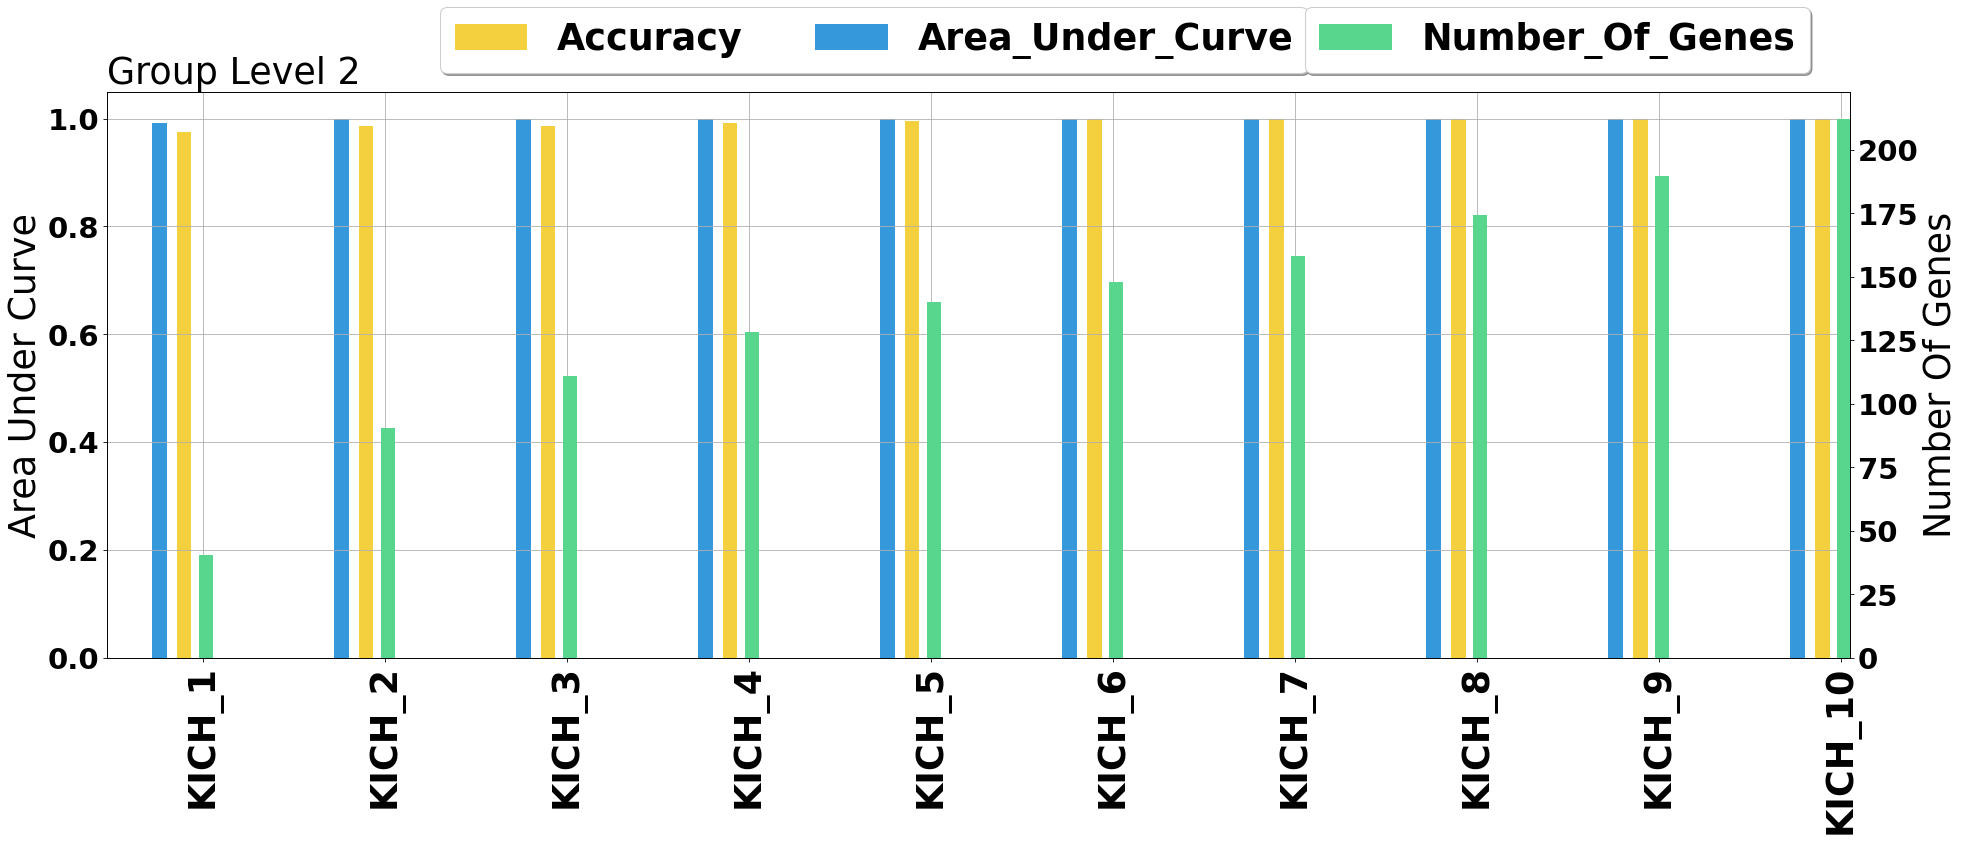 Accuracy Area_Under_Curve Number_Of_Genes
Group Level 2
1.0
0.8
0.6
0.4
0.2
0.0
Area Under Curve
200
175
150
125
100
75
50
25
0
Number Of Genes
KICH_1
KICH_2
KICH_3
KICH_4
KICH_5
KICH_6
KICH_7
KICH_8
KICH_9
KICH_10